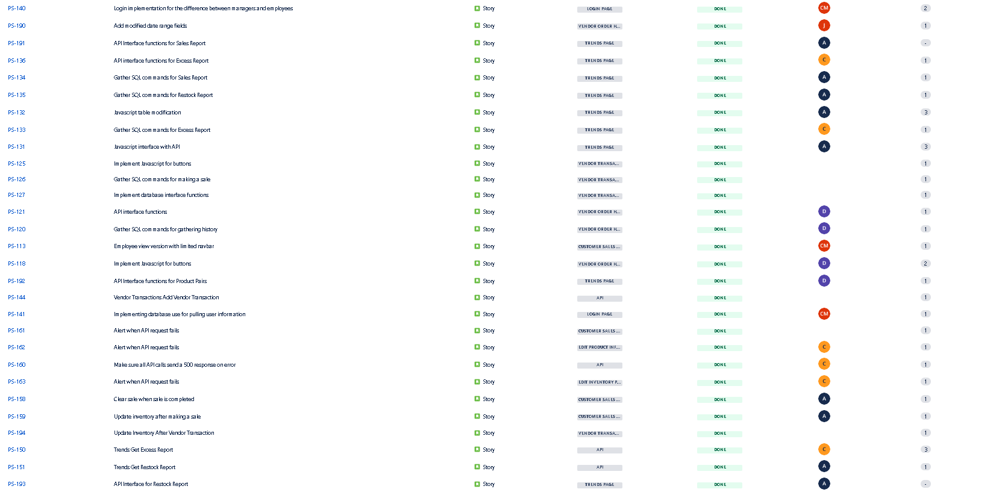 PS-140 Login implementation for the difference between managers and employees Story LOGIN PAGE DONE CM 2
PS-190 Add modified date range fields Story VENDOR ORDER H... DONE J 1
PS-191 API Interface functions for Sales Report Story TRENDS PAGE DONE A -
PS-136 API interface functions for Excess Report Story TRENDS PAGE DONE C 1
PS-134 Gather SQL commands for Sales Report Story TRENDS PAGE DONE A 1
PS-135 Gather SQL commands for Restock Report Story TRENDS PAGE DONE A 1
PS-132 Javascript table modification Story TRENDS PAGE DONE A 3
PS-133 Gather SQL commands for Excess Report Story TRENDS PAGE DONE C 1
PS-131 Javascript interface with API Story TRENDS PAGE DONE A 3
PS-125 Implement Javascript for buttons Story VENDOR TRANSA... DONE 1
PS-126 Gather SQL commands for making a sale Story VENDOR TRANSA... DONE 1
PS-127 Implement database interface functions Story VENDOR TRANSA... DONE 1
PS-121 API interface functions Story VENDOR ORDER H... DONE D 1
PS-120 Gather SQL commands for gathering history Story VENDOR ORDER H... DONE D 1
PS-113 Employee view version with limited navbar Story CUSTOMER SALES ... DONE CM 1
PS-118 Implement Javascript for buttons Story VENDOR ORDER H... DONE D 2
PS-192 API Interface functions for Product Pairs Story TRENDS PAGE DONE D 1
PS-144 Vendor Transactions Add Vendor Transaction Story API DONE 1
PS-141 Implementing database use for pulling user information Story LOGIN PAGE DONE CM 1
PS-161 Alert when API request fails Story CUSTOMER SALES ... DONE 1
PS-162 Alert when API request fails Story EDIT PRODUCT INF... DONE C 1
PS-160 Make sure all API calls send a 500 response on error Story API DONE C 1
PS-163 Alert when API request fails Story EDIT INVENTORY P... DONE C 1
PS-158 Clear sale when sale is completed Story CUSTOMER SALES ... DONE A 1
PS-159 Update inventory after making a sale Story CUSTOMER SALES ... DONE A 1
PS-194 Update Inventory After Vendor Transaction Story VENDOR TRANSA... DONE 1
PS-150 Trends Get Excess Report Story API DONE C 3
PS-151 Trends Get Restock Report Story API DONE A 1
PS-193 API Interface for Restock Report Story TRENDS PAGE DONE A -